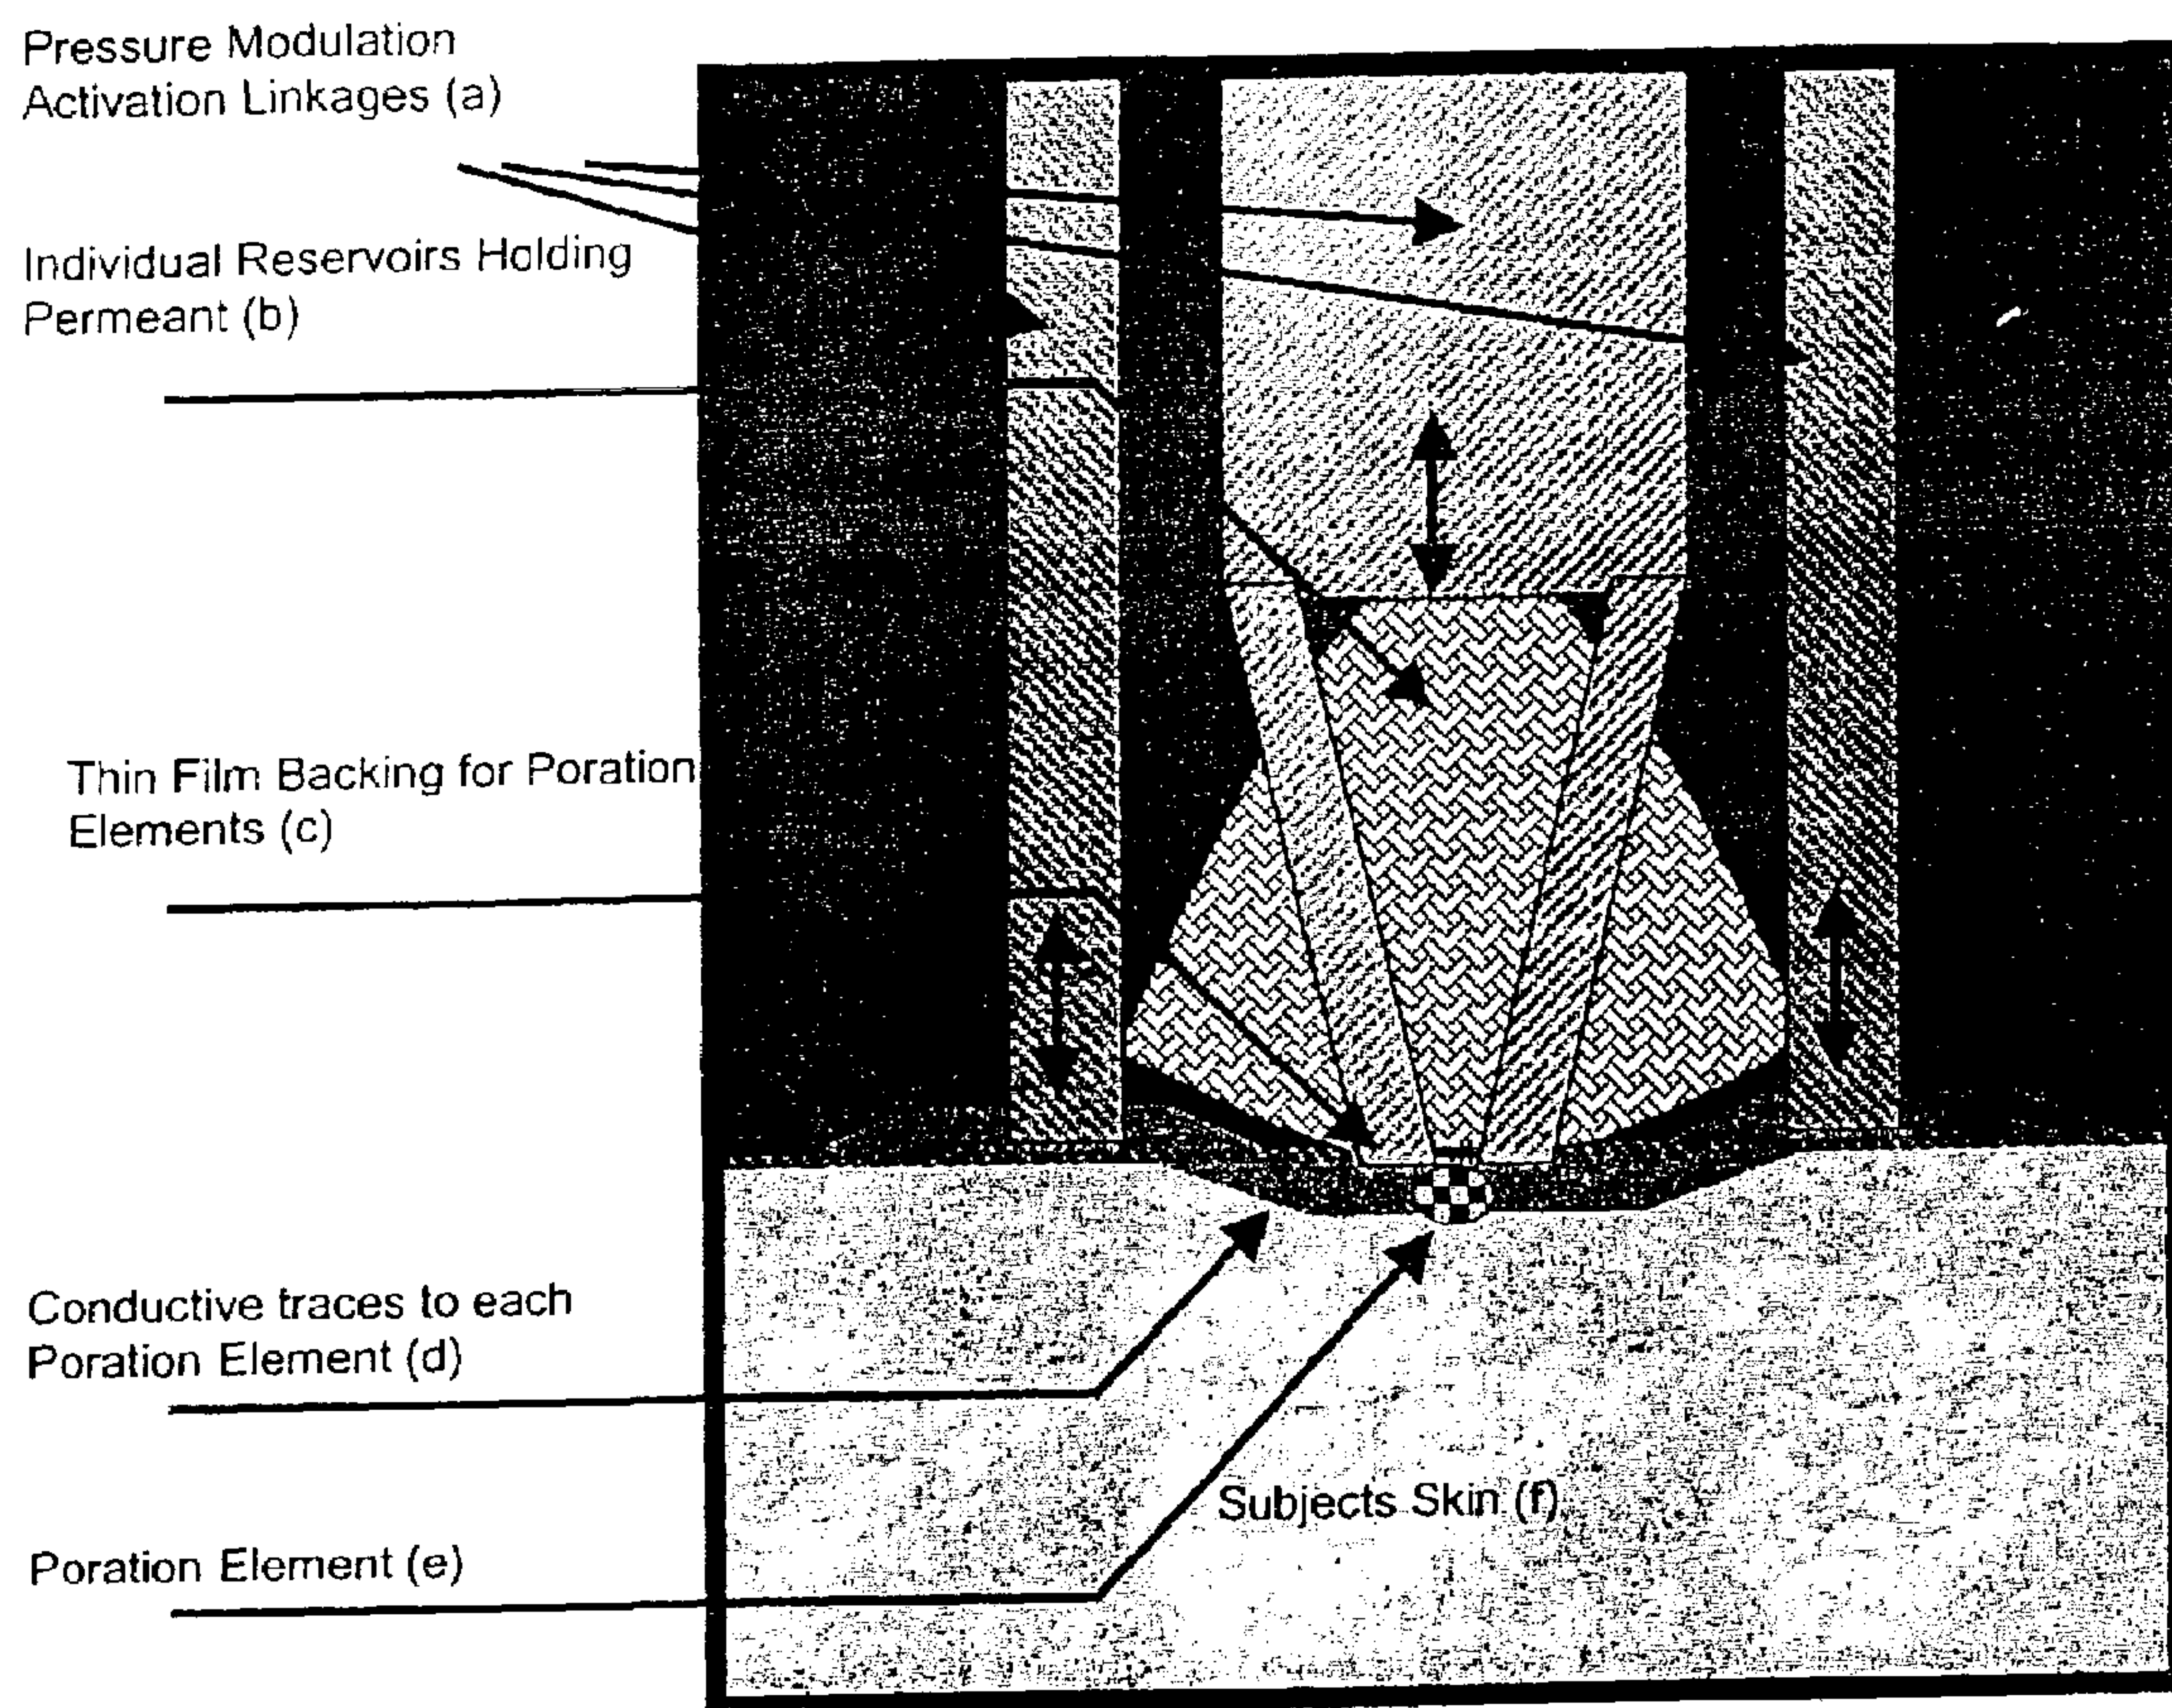 Pressure Modulation
Activation Linkages (a)
Individual Reservoirs Holding
Permeant (b)
Thin Film Backing for Poration
Elements (c)
Conductive traces to each
Poration Element (d)
Subjects Skin (f)
Poration Element (e)